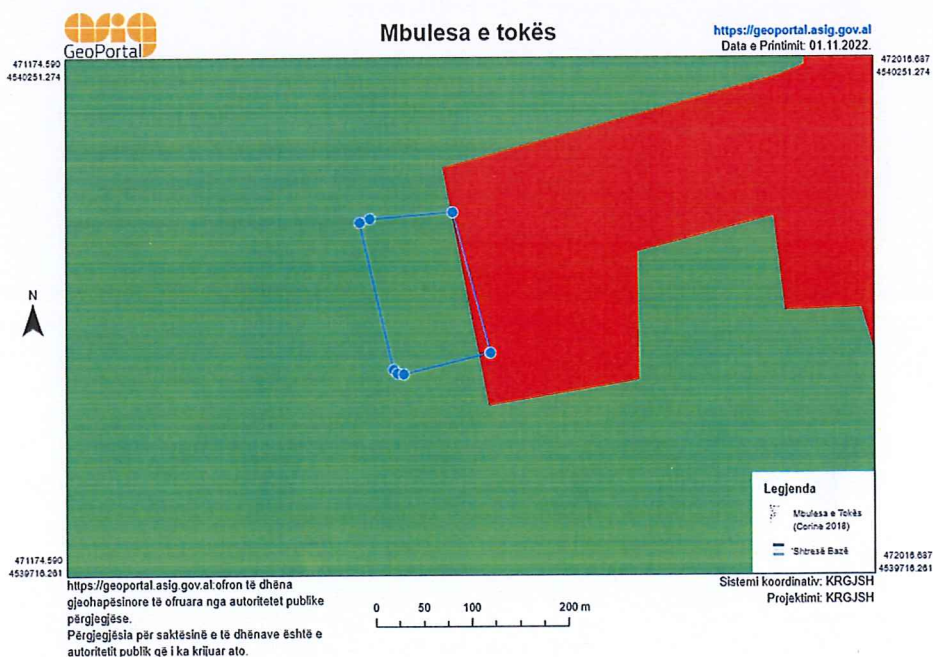 asig
GeoPortal
Mbulesa e tokës
https://geoportal.asig.gov.al
Data e Printimit: 01.11.2022.
471174.590
4540251.274
472016.687
4540251.274
N
Legjenda
Mbulesa e Tokës
(Corine 2018)
Shtresë Bazë
471174.590
4539716.261
472016.687
4539716.261
https://geoportal.asig.gov.al:ofron të dhëna
gjeohapësinore të ofruara nga autoritetet publike
përgjegjëse.
Përgjegjësia për saktësinë e të dhënave është e
autoritetit publik që i ka krijuar ato.
0 50 100 200 m
Sistemi koordinativ: KRGJSH
Projektimi: KRGJSH